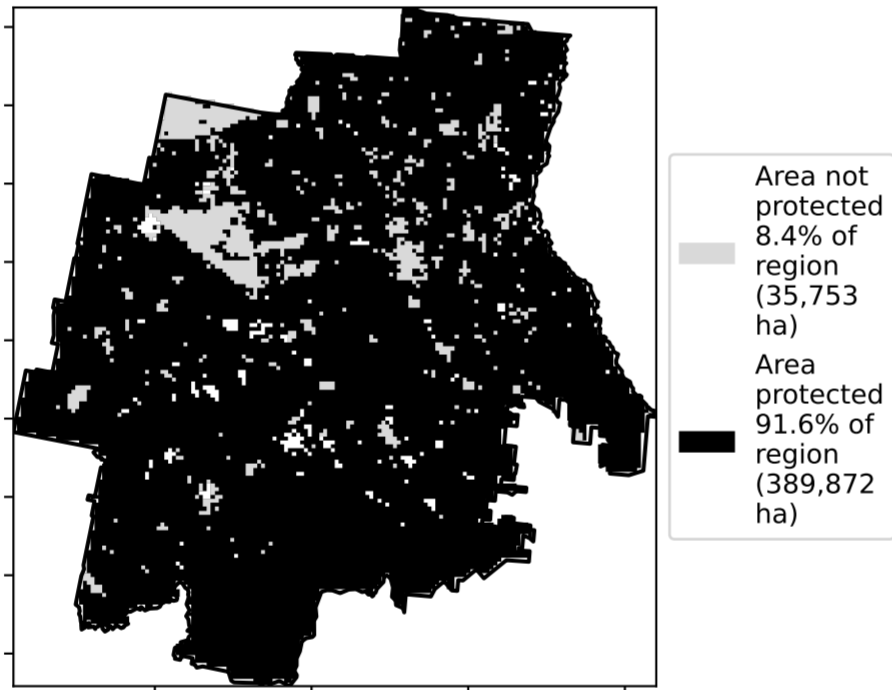 Area not
protected
8.4% of
region
(35,753
ha)
Area
protected
91.6% of
region
(389,872
ha)